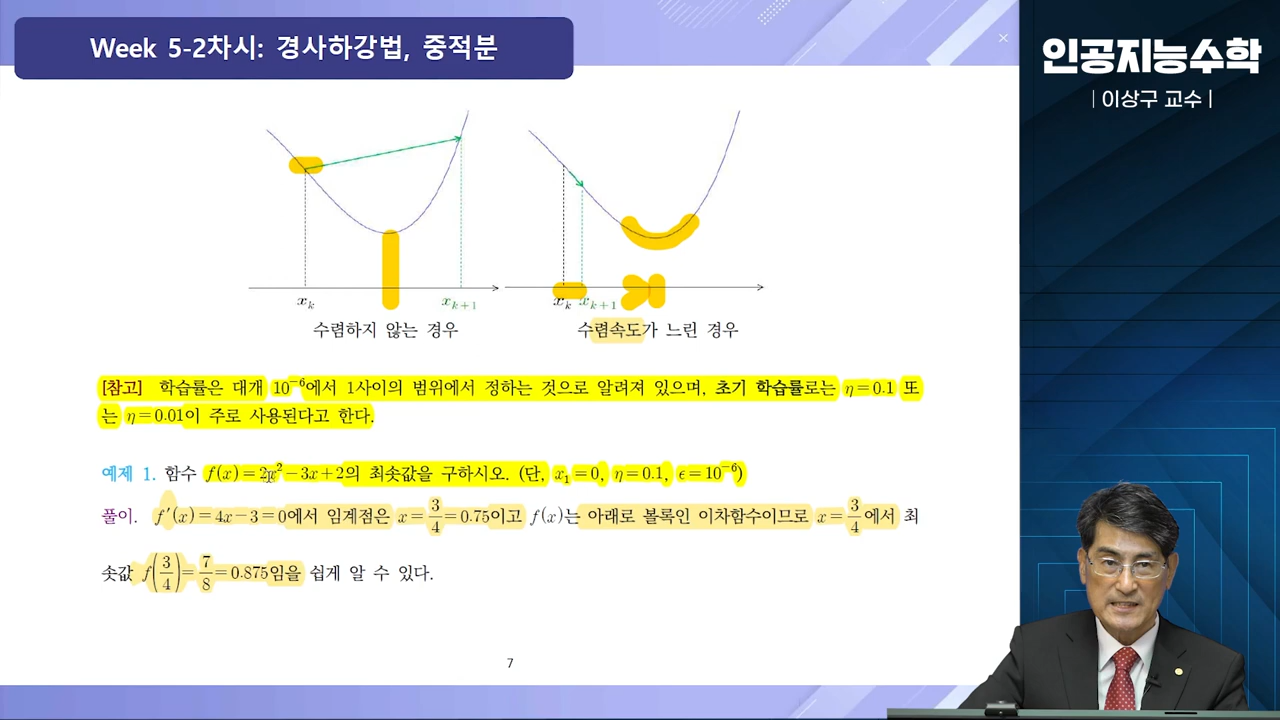 Week 5-2차시: 경사하강법, 중적분
인공지능수학
| 이상구 교수 |
x_k x_{k+1}
x_k x_{k+1}
수렴하지 않는 경우
수렴속도가 느린 경우
[참고] 학습률은 대개 10^{-6}에서 1사이의 범위에서 정하는 것으로 알려져 있으며, 초기 학습률로는 η=0.1 또
는 η=0.01이 주로 사용된다고 한다.
예제 1. 함수 f(x)=2x^2-3x+2의 최솟값을 구하시오. (단, x_1=0, η=0.1, ϵ=10^{-6})
풀이. f′(x)=4x-3=0에서 임계점은 x=3/4=0.75이고 f(x)는 아래로 볼록인 이차함수이므로 x=3/4에서 최
솟값 f(3/4)=7/8=0.875임을 쉽게 알 수 있다.
7